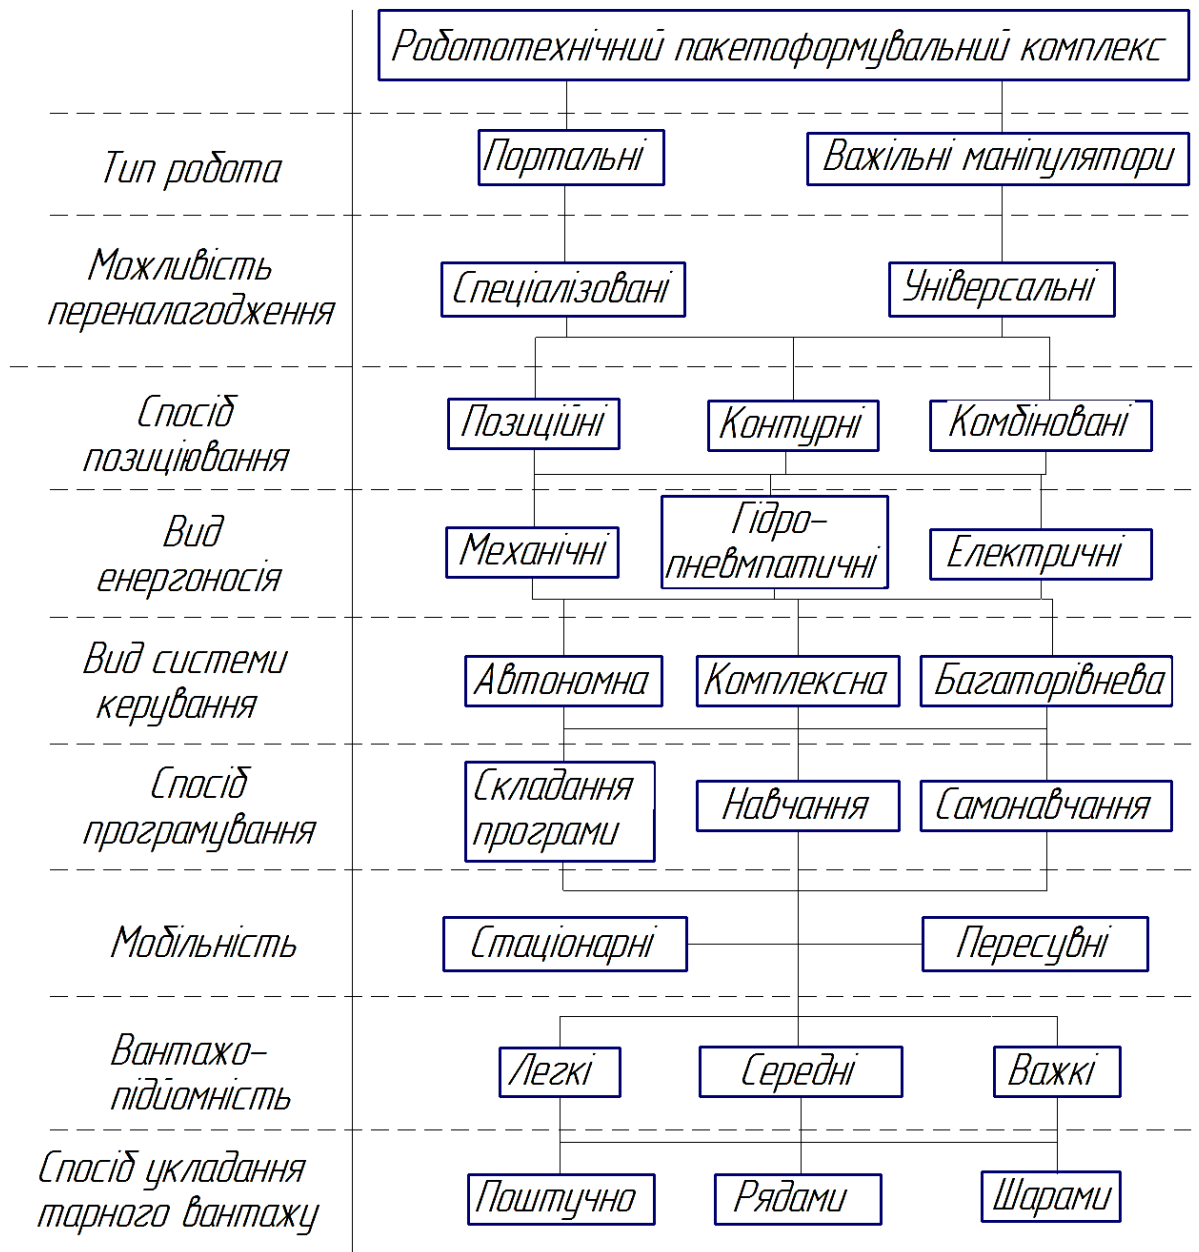 Робототехнічний пакетоформувальний комплекс
Тип робота
Портальні
Важільні маніпулятори
Можливість
переналагодження
Спеціалізовані
Універсальні
Спосіб
позиціювання
Позиційні
Контурні
Комбіновані
Вид
енергоносія
Механічні
Гідро-
пневмпатичні
Електричні
Вид системи
керування
Автономна
Комплексна
Багаторівнева
Спосіб
програмування
Складання
програми
Навчання
Самонавчання
Мобільність
Стаціонарні
Пересувні
Вантажо-
підйомність
Легкі
Середні
Важкі
Спосіб укладання
тарного вантажу
Поштучно
Рядами
Шарами